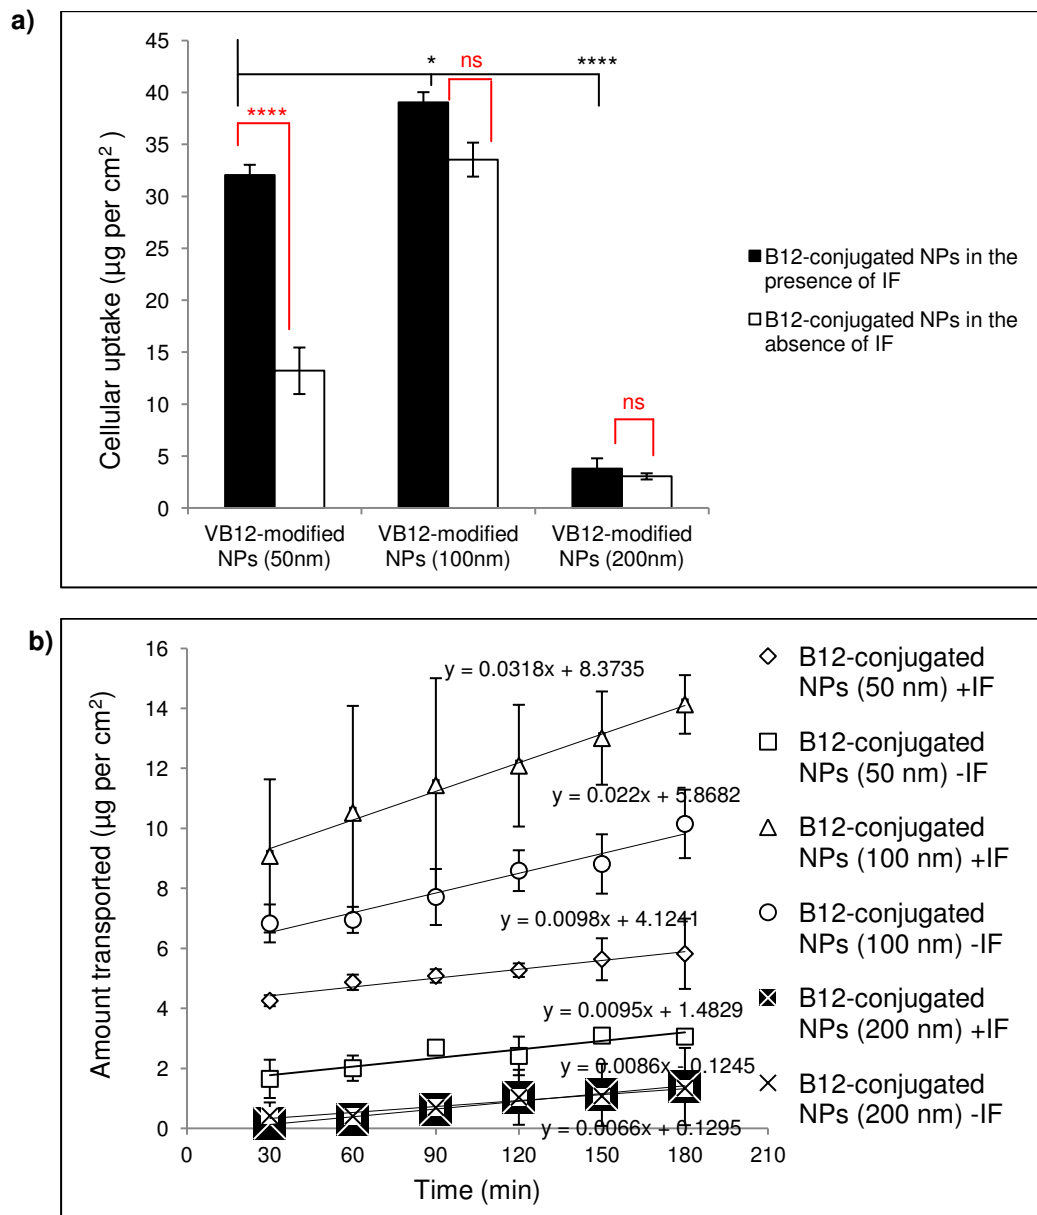 a)
45
40
35
30
25
20
15
10
5
0
Cellular uptake (µg per cm²)
****
*
ns
****
ns
VB12-modified
NPs (50nm)
VB12-modified
NPs (100nm)
VB12-modified
NPs (200nm)
B12-conjugated NPs in the
presence of IF
B12-conjugated NPs in the
absence of IF
b)
16
14
12
10
8
6
4
2
0
Amount transported (µg per cm²)
y = 0.0318x + 8.3735
y = 0.022x + 5.8682
y = 0.0098x + 4.1241
y = 0.0095x + 1.4829
y = 0.0086x - 0.1245
y = 0.0066x + 0.1295
0 30 60 90 120 150 180 210
Time (min)
B12-conjugated
NPs (50 nm) +IF
B12-conjugated
NPs (50 nm) -IF
B12-conjugated
NPs (100 nm) +IF
B12-conjugated
NPs (100 nm) -IF
B12-conjugated
NPs (200 nm) +IF
B12-conjugated
NPs (200 nm) -IF